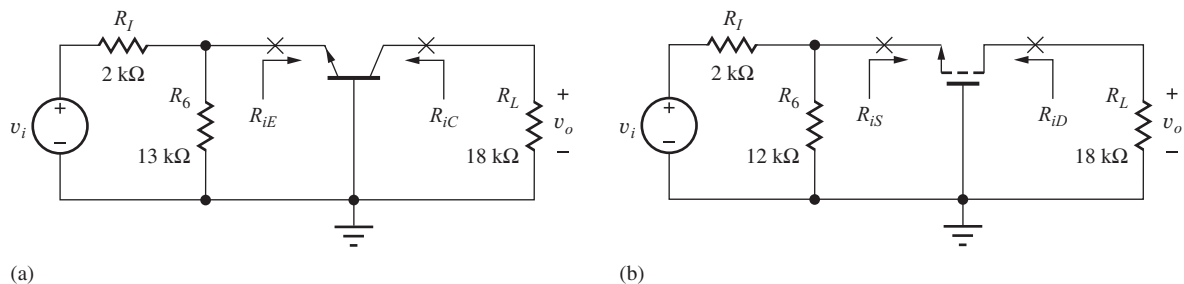 R_I
2 kΩ
v_i
+
−
R_6
13 kΩ
R_iE
R_iC
R_L
18 kΩ
+
v_o
−
(a)
R_I
2 kΩ
v_i
+
−
R_6
12 kΩ
R_iS
R_iD
R_L
18 kΩ
+
v_o
−
(b)